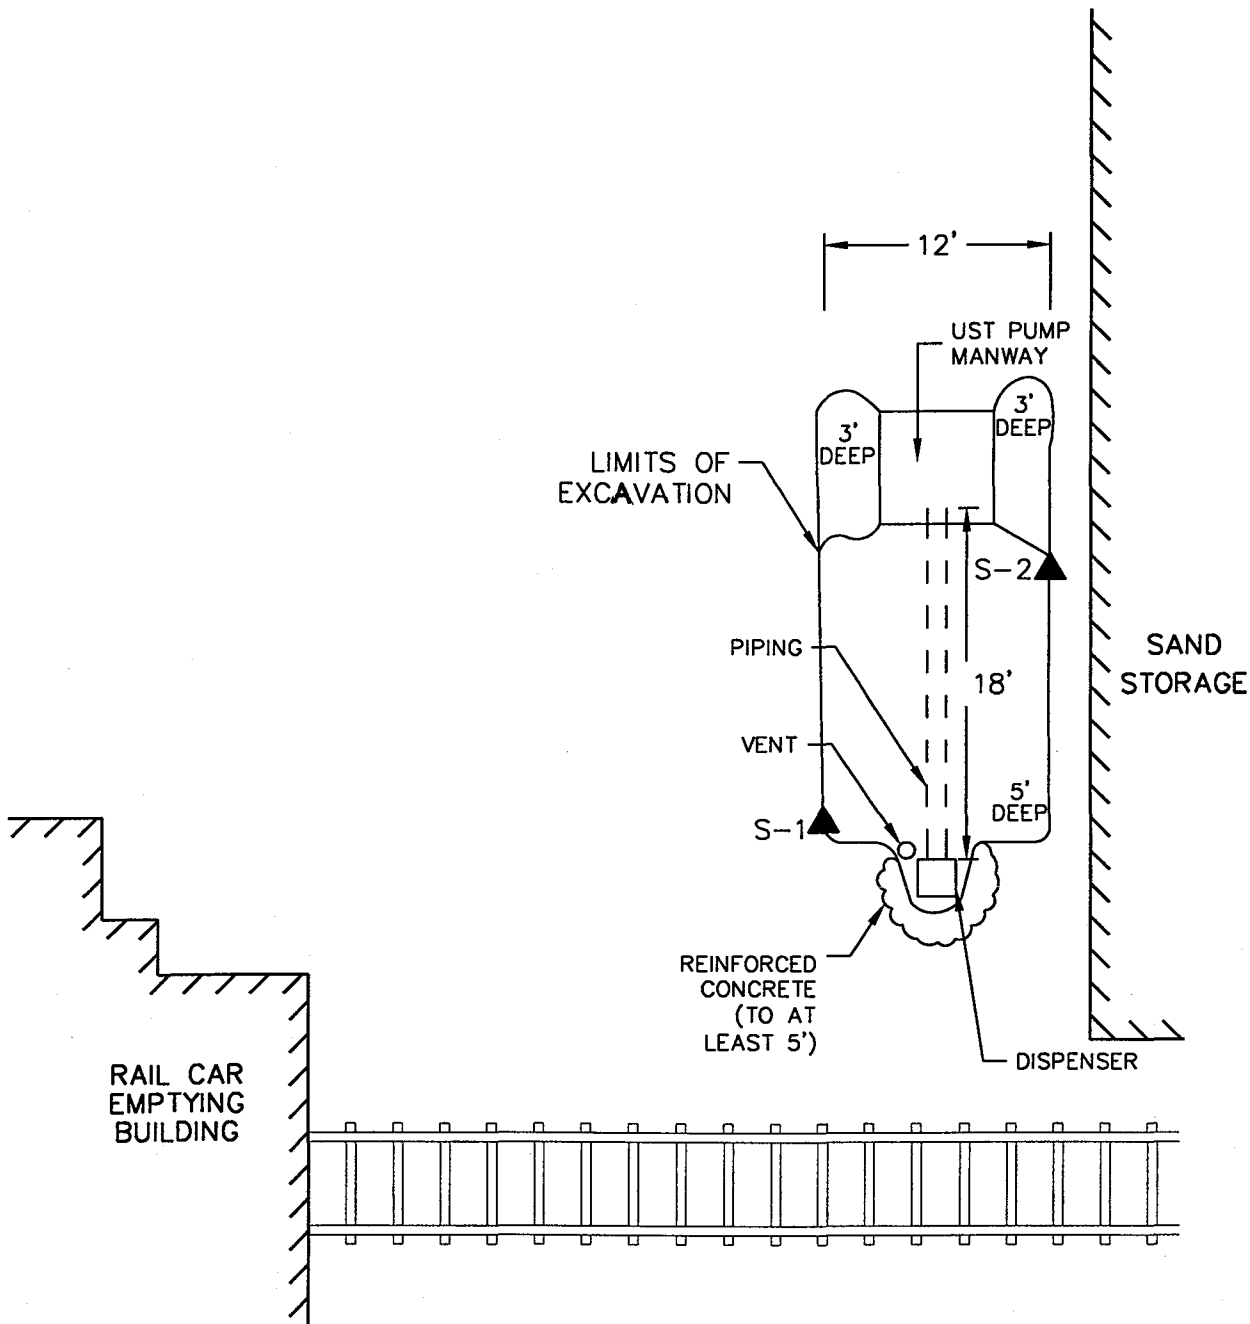 12'
UST PUMP
MANWAY
3'
DEEP
3'
DEEP
LIMITS OF
EXCAVATION
S-2
PIPING
18'
SAND
STORAGE
VENT
5'
DEEP
S-1
REINFORCED
CONCRETE
(TO AT
LEAST 5')
DISPENSER
RAIL CAR
EMPTYING
BUILDING